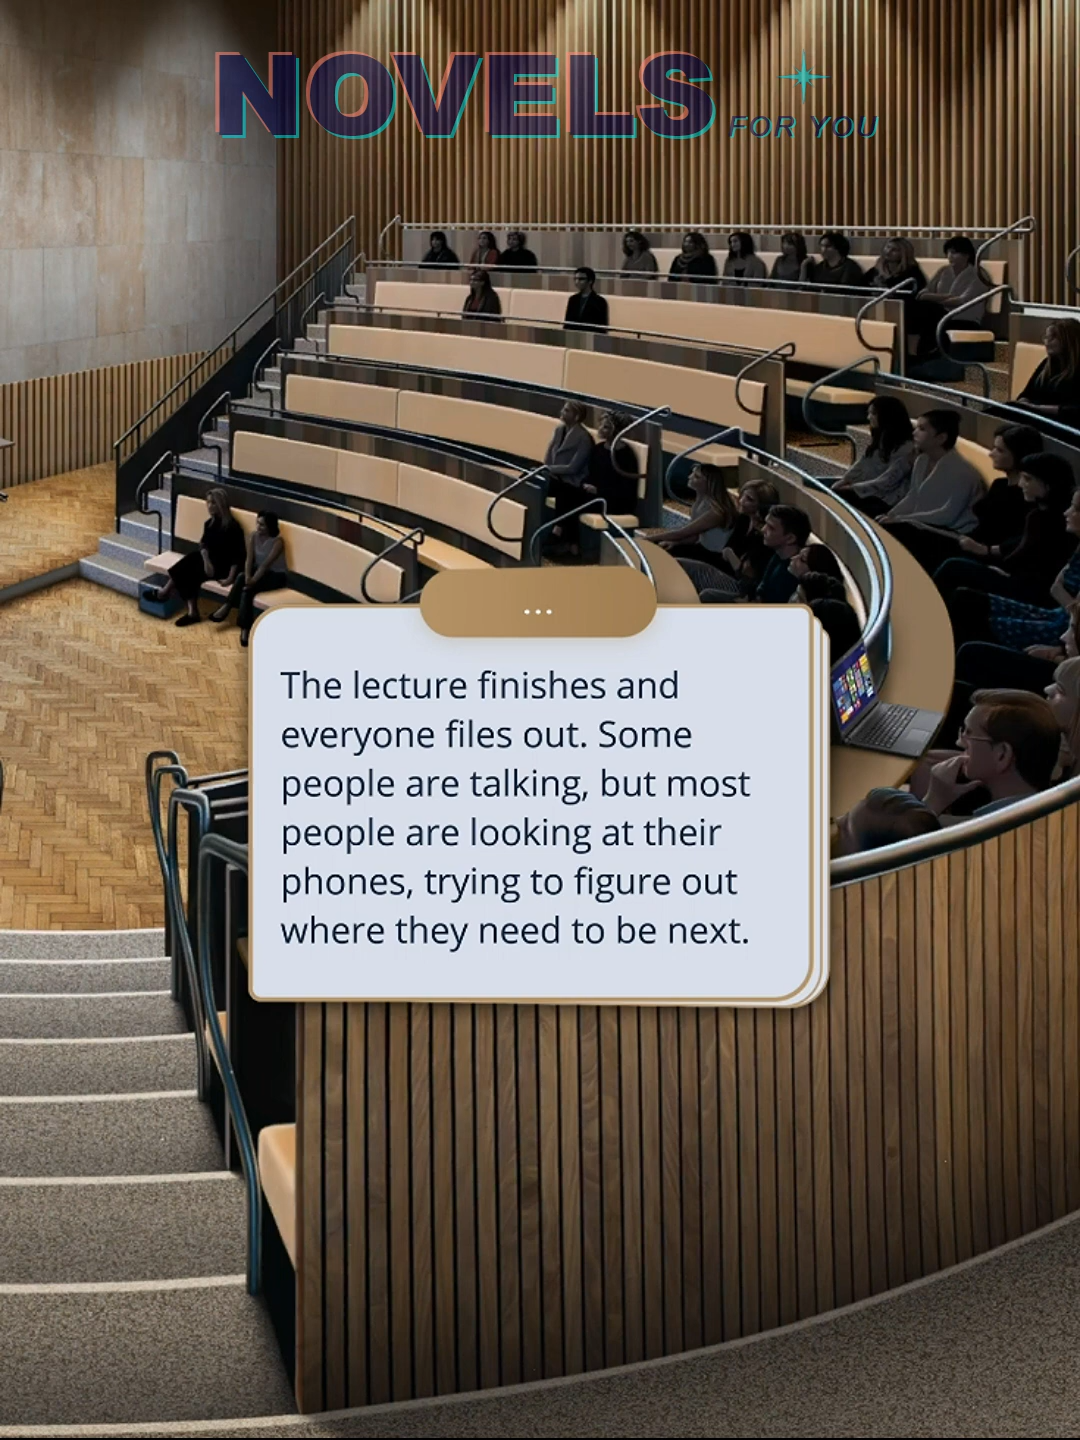 NOVELS
FOR YOU
...
The lecture finishes and
everyone files out. Some
people are talking, but most
people are looking at their
phones, trying to figure out
where they need to be next.